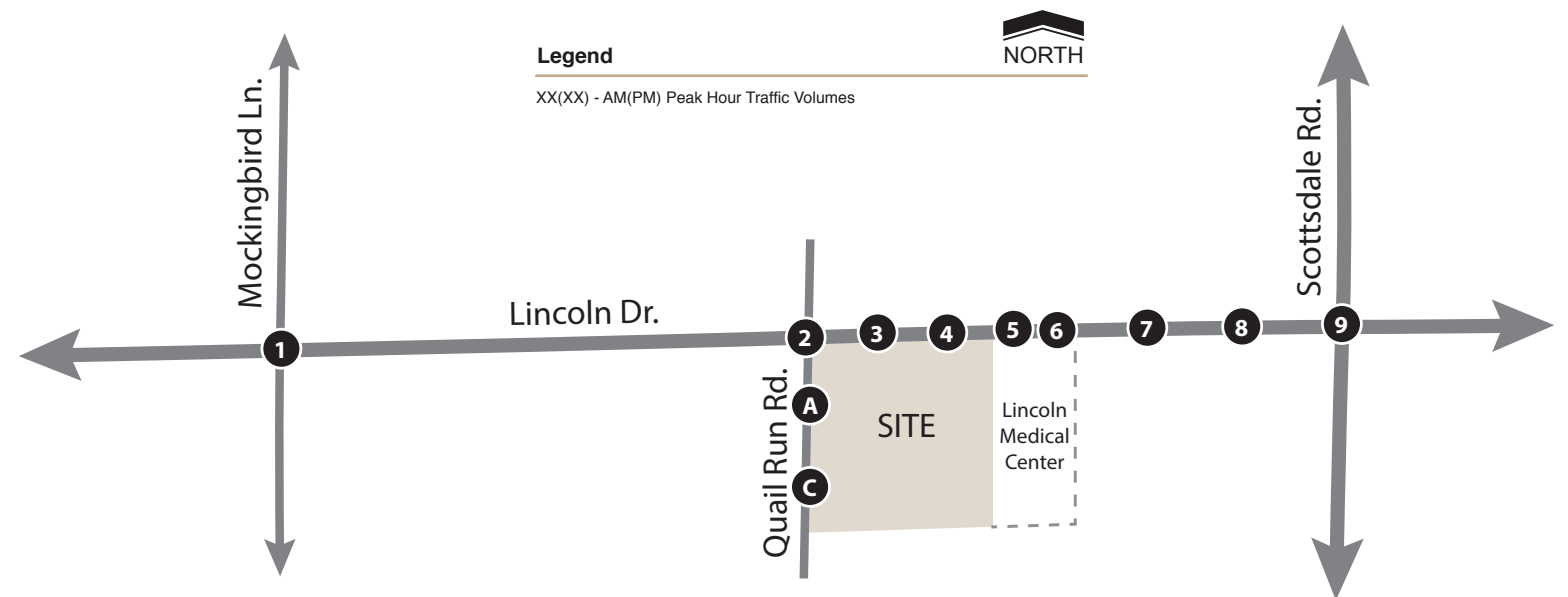 Legend
NORTH
XX(XX) - AM(PM) Peak Hour Traffic Volumes
Mockingbird Ln.
Scottsdale Rd.
Lincoln Dr.
1
2
3
4
5
6
7
8
9
Quail Run Rd.
A
C
SITE
Lincoln
Medical
Center